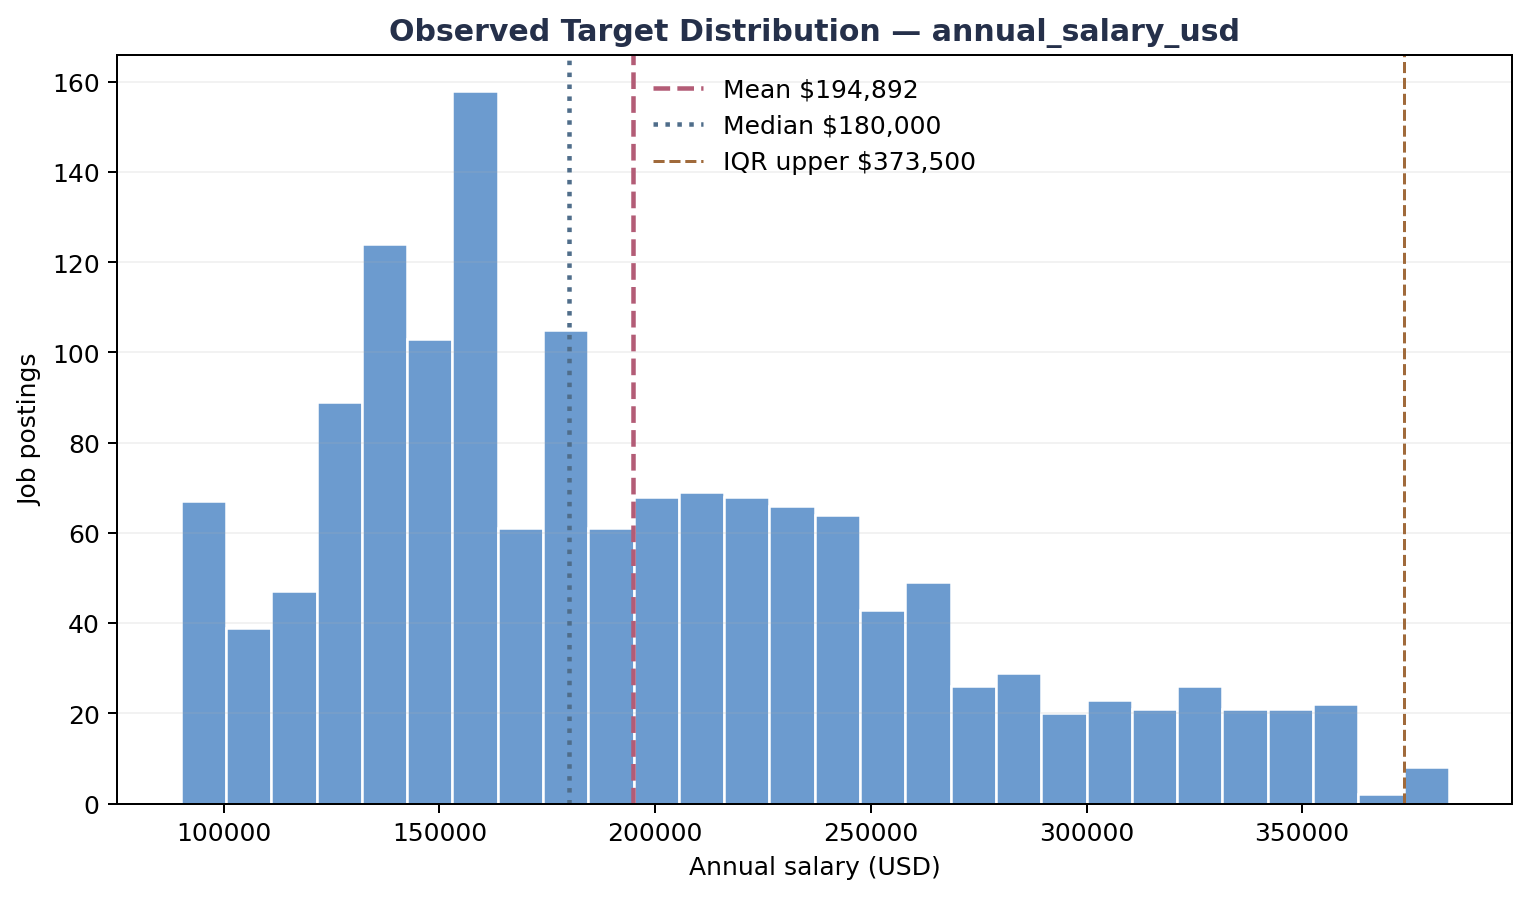 Observed Target Distribution — annual_salary_usd
Mean $194,892
Median $180,000
IQR upper $373,500
160
140
120
100
80
60
40
20
0
Job postings
100000 150000 200000 250000 300000 350000
Annual salary (USD)